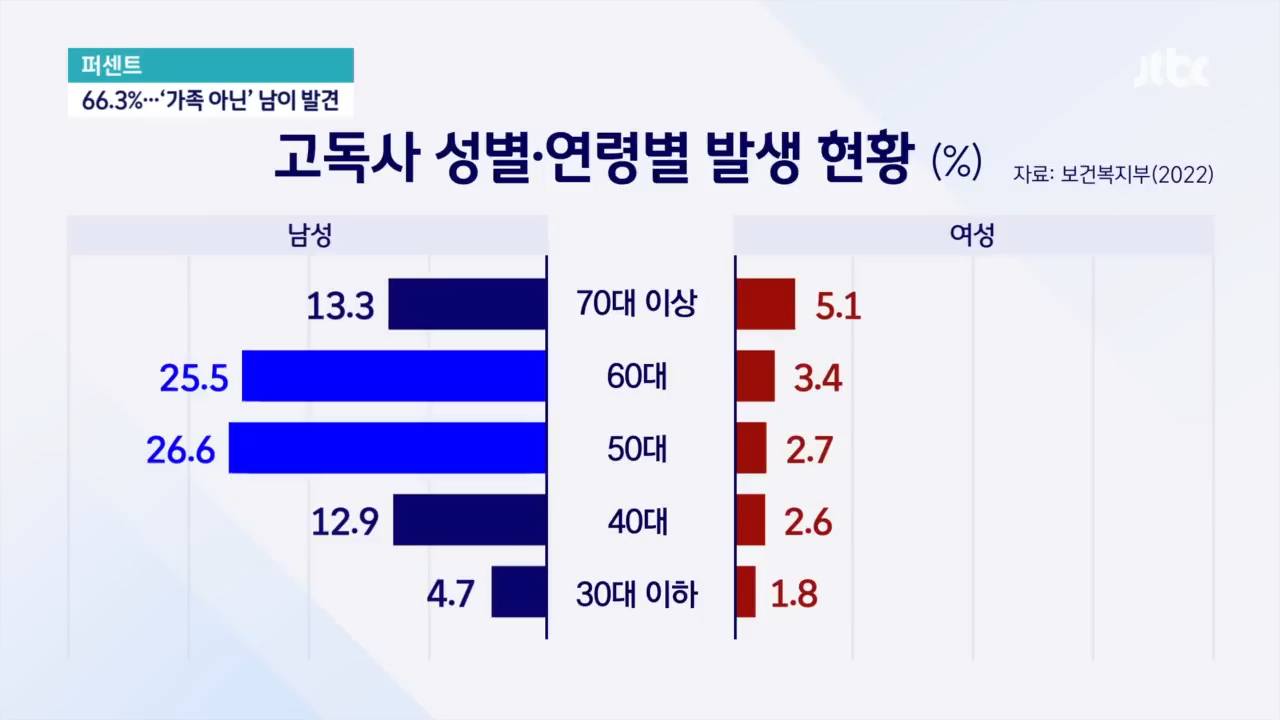 퍼센트
jtbc
66.3%…‘가족 아닌’ 남이 발견
고독사 성별·연령별 발생 현황 (%)
자료: 보건복지부(2022)
남성 여성
13.3 70대 이상 5.1
25.5 60대 3.4
26.6 50대 2.7
12.9 40대 2.6
4.7 30대 이하 1.8